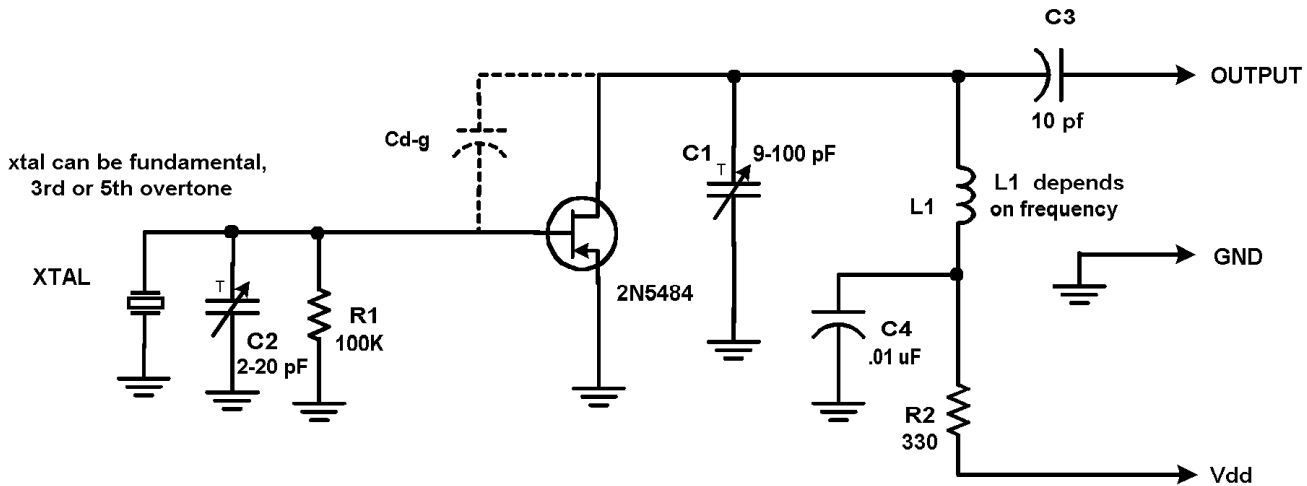 C3
OUTPUT
10 pf
Cd-g
C1
T
9-100 pF
xtal can be fundamental,
3rd or 5th overtone
L1
L1 depends
on frequency
XTAL
T
C2
2-20 pF
R1
100K
2N5484
GND
C4
.01 uF
R2
330
Vdd